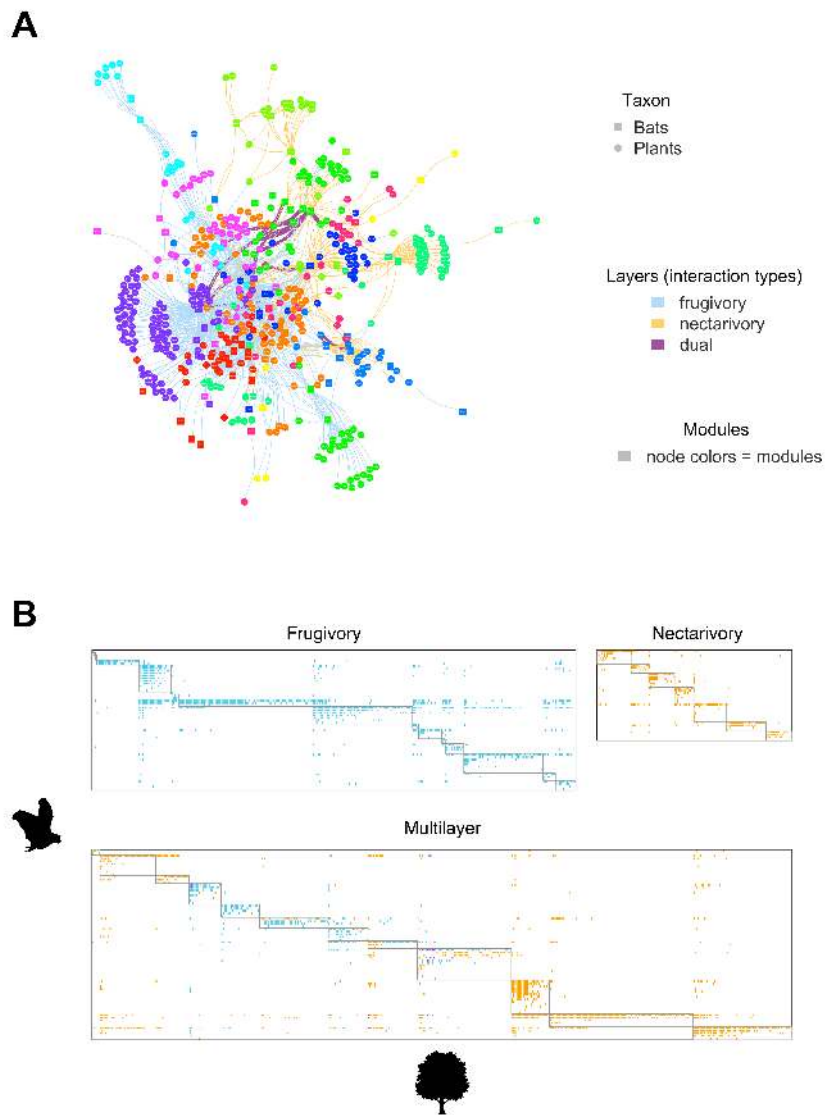 A
Taxon
Bats
Plants
Layers (interaction types)
frugivory
nectarivory
dual
Modules
node colors = modules
B
Frugivory
Nectarivory
Multilayer